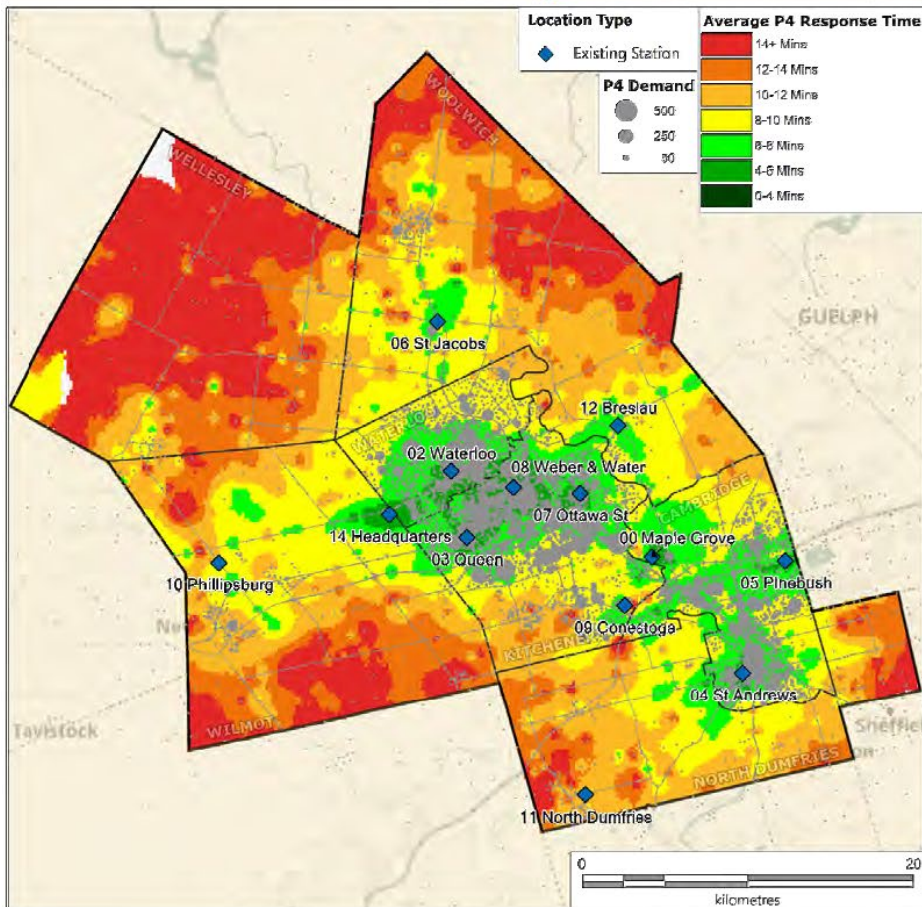 Location Type
Existing Station
P4 Demand
500
250
50
Average P4 Response Time
14+ Mins
12-14 Mins
10-12 Mins
8-10 Mins
6-8 Mins
4-6 Mins
0-4 Mins
WOOLWICH
WELLESLEY
GUELPH
06 St Jacobs
12 Breslau
WATERLOO
02 Waterloo
08 Weber & Water
CAMBRIDGE
07 Ottawa St
14 Headquarters
00 Maple Grove
03 Queen
05 Pinebush
10 Phillipsburg
09 Conestoga
KITCHENER
04 St Andrews
Tavistock
WILMOT
NORTH DUMFRIES
11 North Dumfries
0
20
kilometres